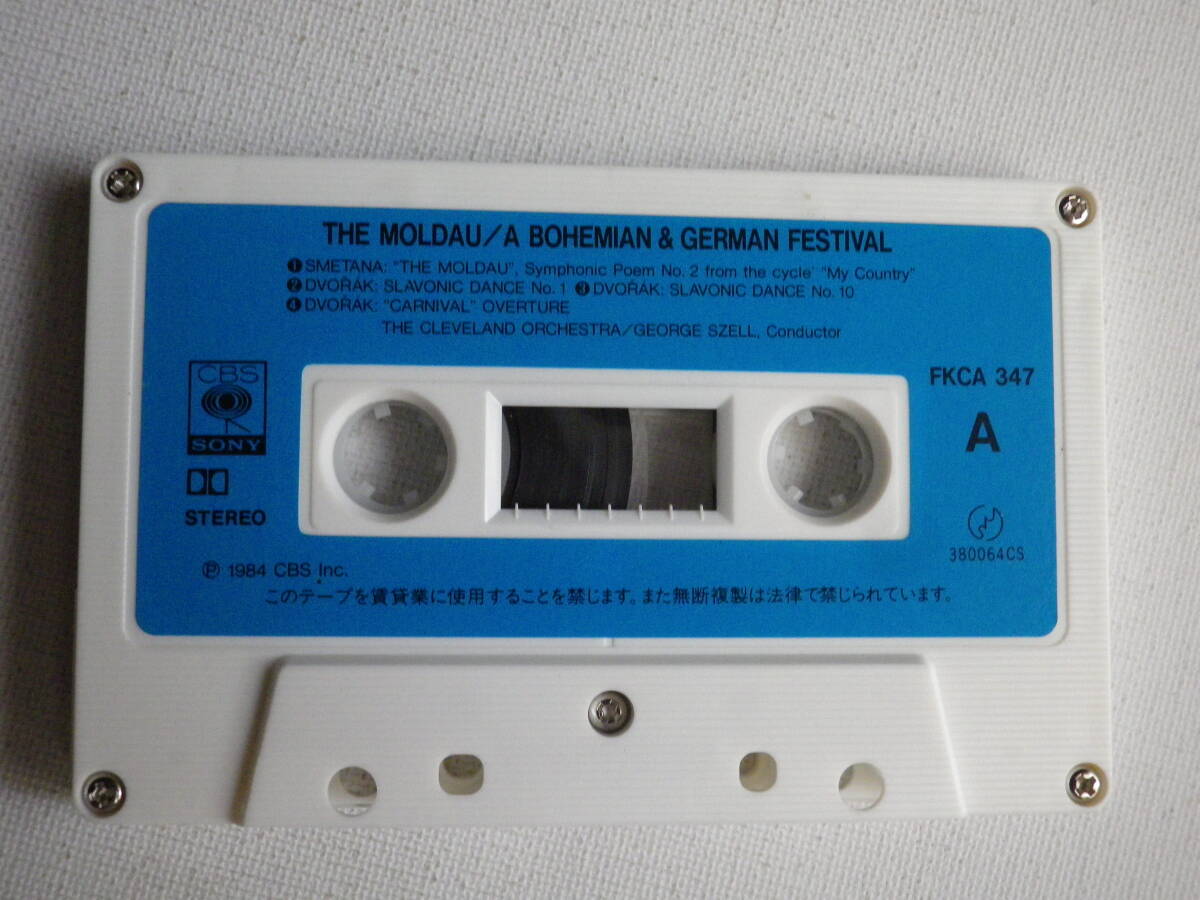 THE MOLDAU/A BOHEMIAN & GERMAN FESTIVAL
❶SMETANA: "THE MOLDAU", Symphonic Poem No. 2 from the cycle "My Country"
❷DVOŘÁK: SLAVONIC DANCE No. 1 ❸DVOŘÁK: SLAVONIC DANCE No. 10
❹DVOŘÁK: "CARNIVAL" OVERTURE
THE CLEVELAND ORCHESTRA/GEORGE SZELL, Conductor
CBS
SONY
STEREO
FKCA 347
A
380064CS
Ⓟ 1984 CBS Inc.
このテープを賃貸業に使用することを禁じます。また無断複製は法律で禁じられています。